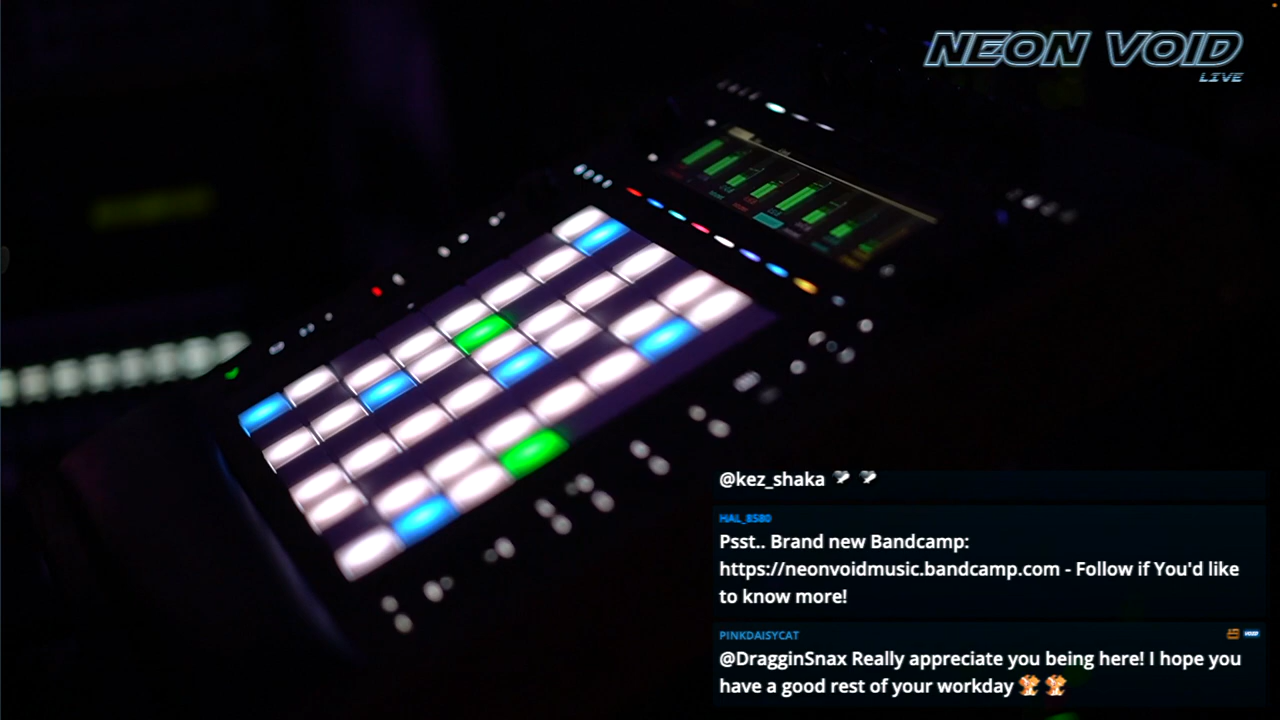 NEON VOID
LIVE
@kez_shaka
HAL_8580
Psst.. Brand new Bandcamp:
https://neonvoidmusic.bandcamp.com - Follow if You'd like
to know more!
PINKDAISYCAT
VOID
@DragginSnax Really appreciate you being here! I hope you
have a good rest of your workday